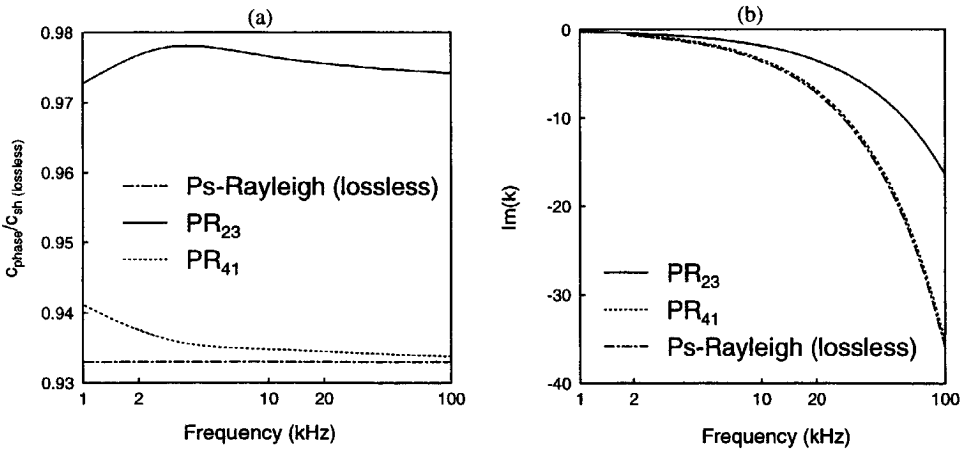 (a)
0.98
0.97
0.96
0.95
0.94
0.93
c_phase/c_sh (lossless)
Ps-Rayleigh (lossless)
PR_23
PR_41
1 2 10 20 100
Frequency (kHz)
(b)
0
-10
-20
-30
-40
Im(k)
PR_23
PR_41
Ps-Rayleigh (lossless)
1 2 10 20 100
Frequency (kHz)